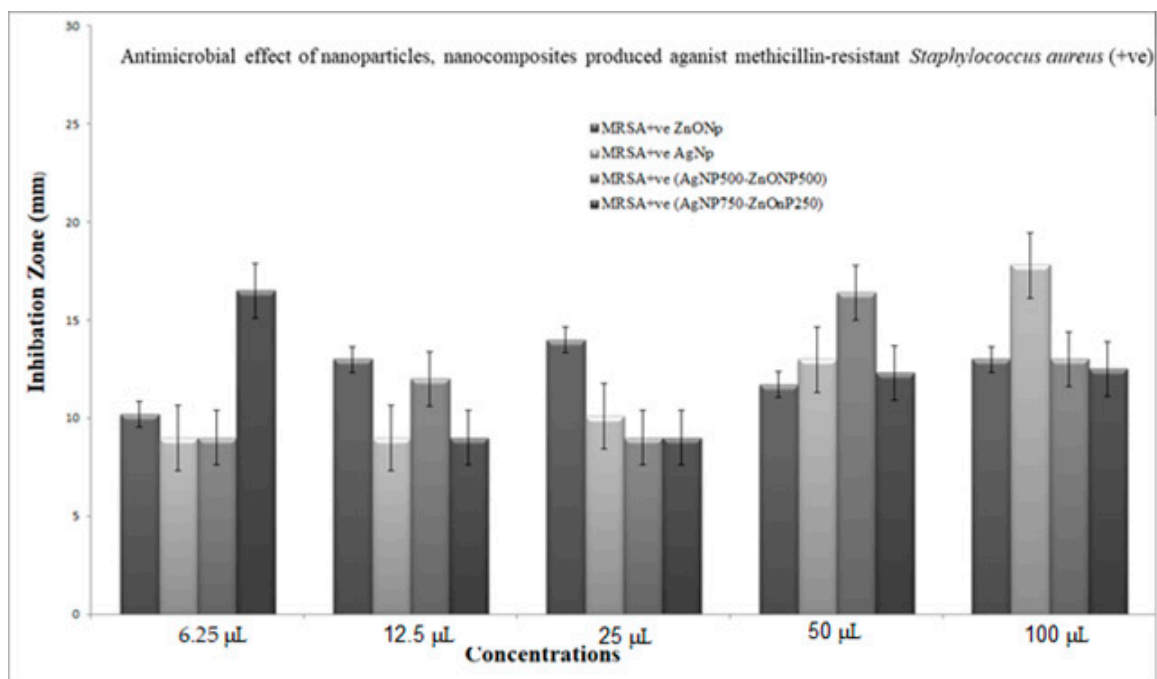 30
Antimicrobial effect of nanoparticles, nanocomposites produced aganist methicillin-resistant Staphylococcus aureus (+ve)
25
MRSA+ve ZnONp
MRSA+ve AgNp
MRSA+ve (AgNP500-ZnONP500)
MRSA+ve (AgNP750-ZnOnP250)
20
Inhibation Zone (mm)
15
10
5
0
6.25 µL 12.5 µL 25 µL 50 µL 100 µL
Concentrations